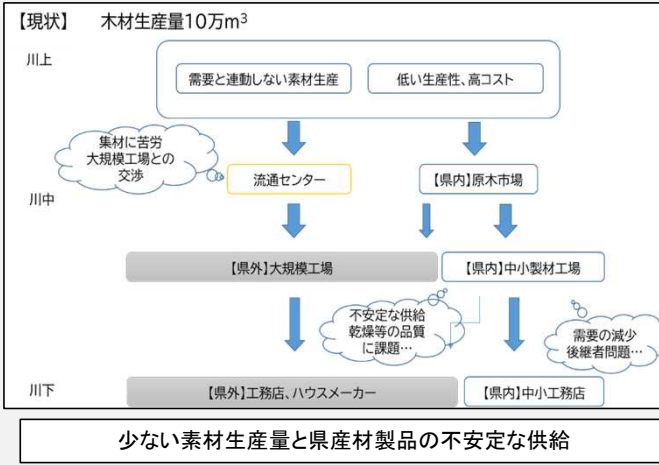 【現状】　木材生産量10万m³
川上
需要と連動しない素材生産
低い生産性、高コスト
集材に苦労
大規模工場との
交渉
流通センター
【県内】原木市場
川中
【県外】大規模工場
【県内】中小製材工場
不安定な供給
乾燥等の品質
に課題…
需要の減少
後継者問題…
川下
【県外】工務店、ハウスメーカー
【県内】中小工務店
少ない素材生産量と県産材製品の不安定な供給